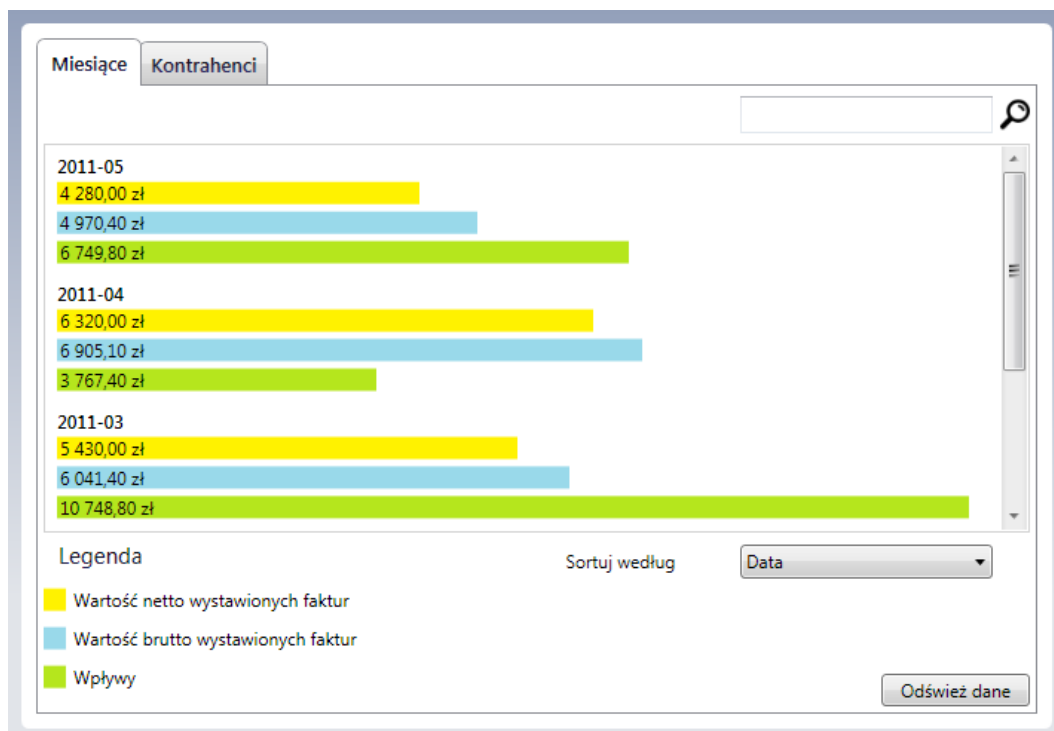 Miesiące Kontrahenci
2011-05
4 280,00 zł
4 970,40 zł
6 749,80 zł
2011-04
6 320,00 zł
6 905,10 zł
3 767,40 zł
2011-03
5 430,00 zł
6 041,40 zł
10 748,80 zł
Legenda
Sortuj według Data
Wartość netto wystawionych faktur
Wartość brutto wystawionych faktur
Wpływy
Odśwież dane